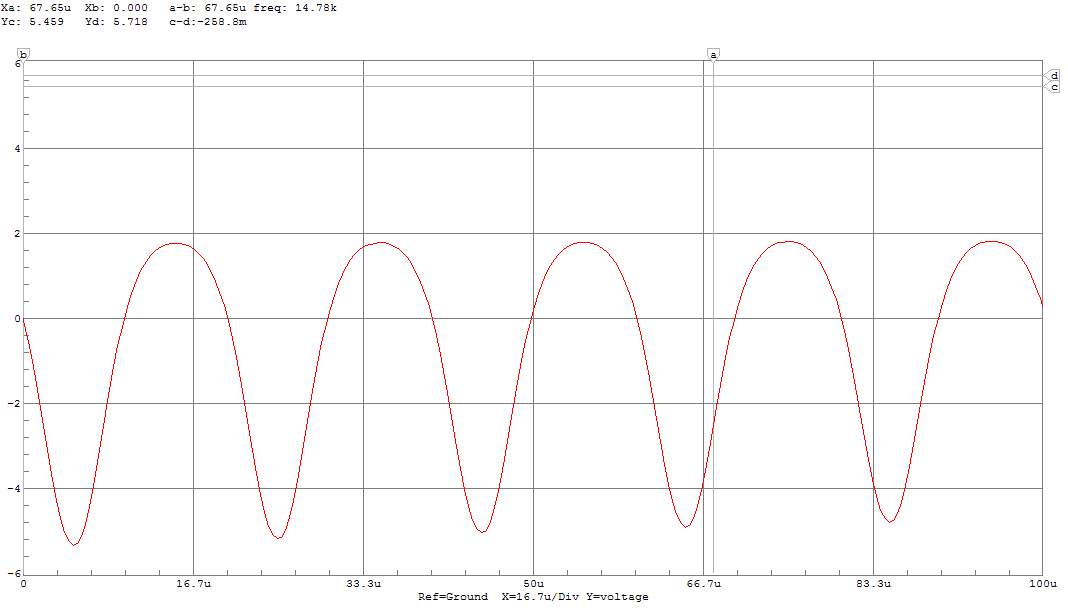 Xa: 67.65u Xb: 0.000 a-b: 67.65u freq: 14.78k
Yc: 5.459 Yd: 5.718 c-d:-258.8m
b
a
6
d
c
4
2
0
-2
-4
-6
0 16.7u 33.3u 50u 66.7u 83.3u 100u
Ref=Ground X=16.7u/Div Y=voltage